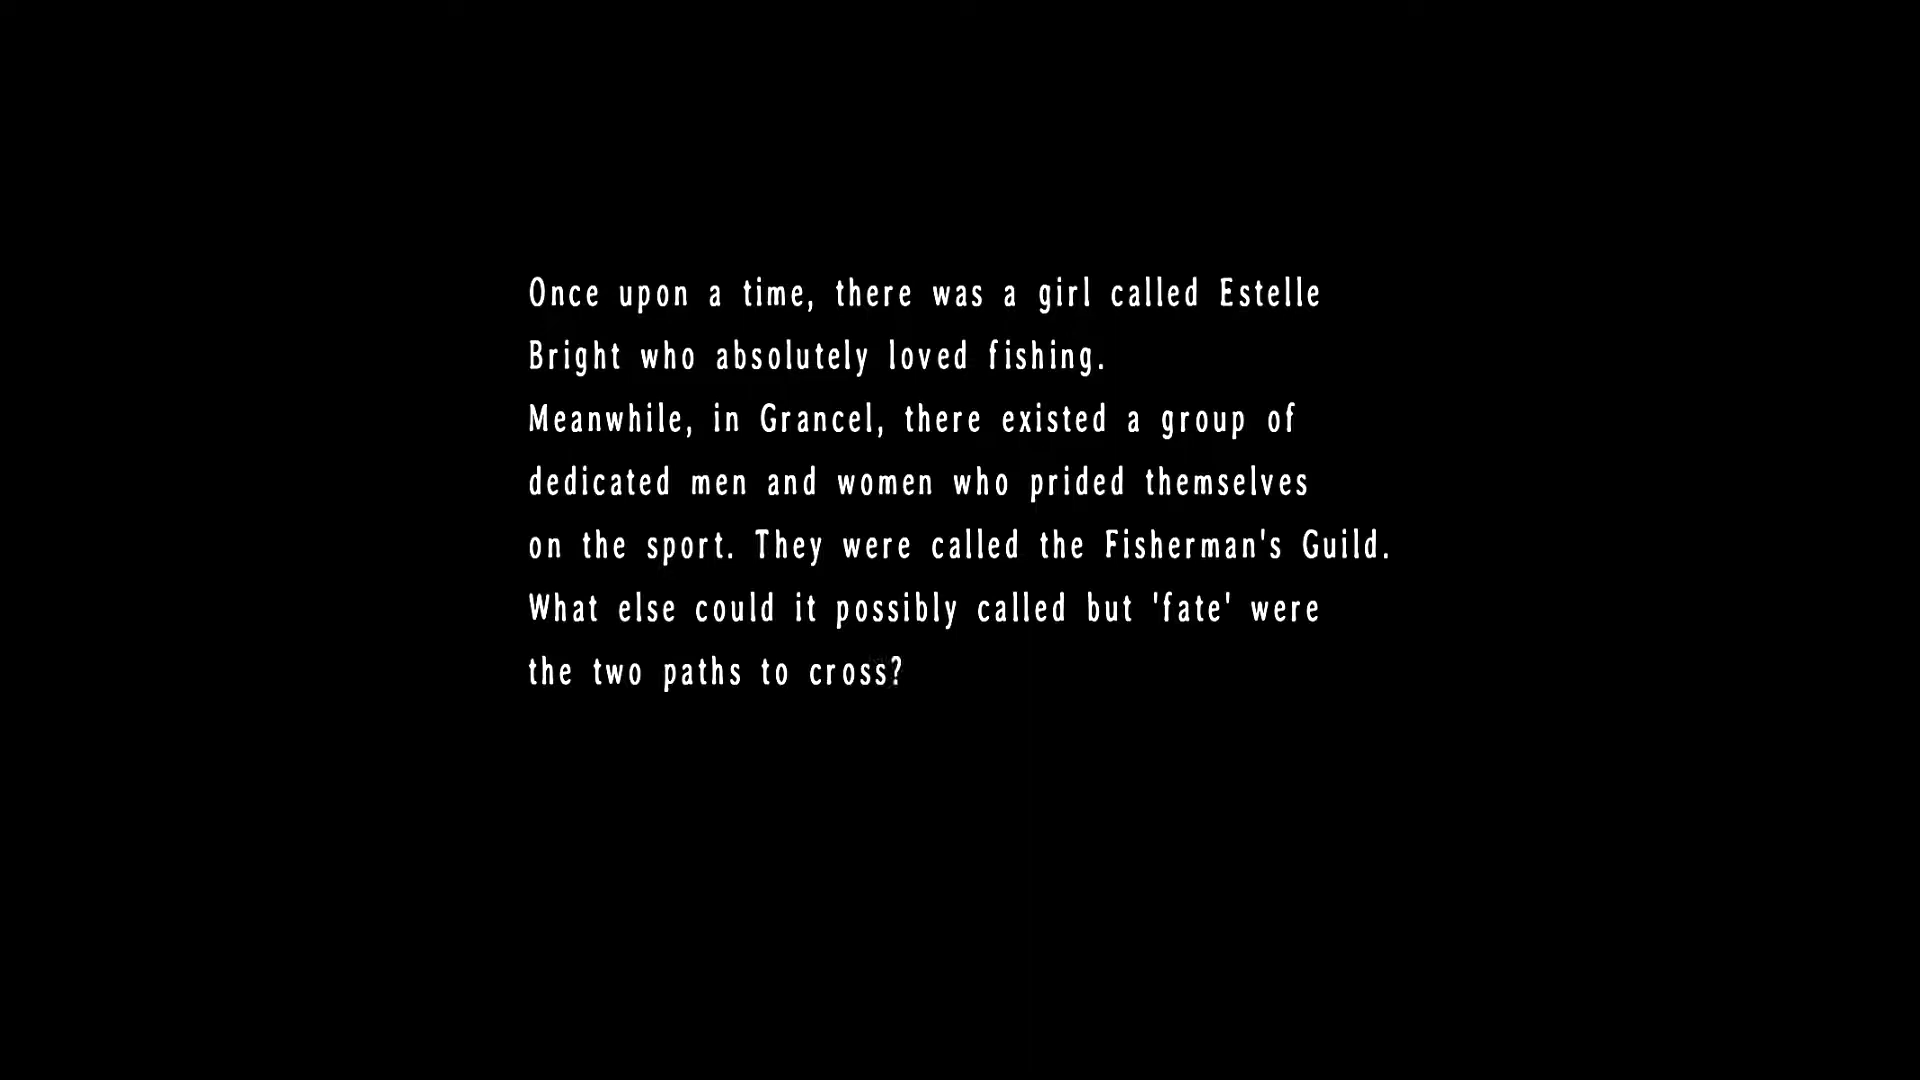 Once upon a time, there was a girl called Estelle
Bright who absolutely loved fishing.
Meanwhile, in Grancel, there existed a group of
dedicated men and women who prided themselves
on the sport. They were called the Fisherman's Guild.
What else could it possibly called but 'fate' were
the two paths to cross?